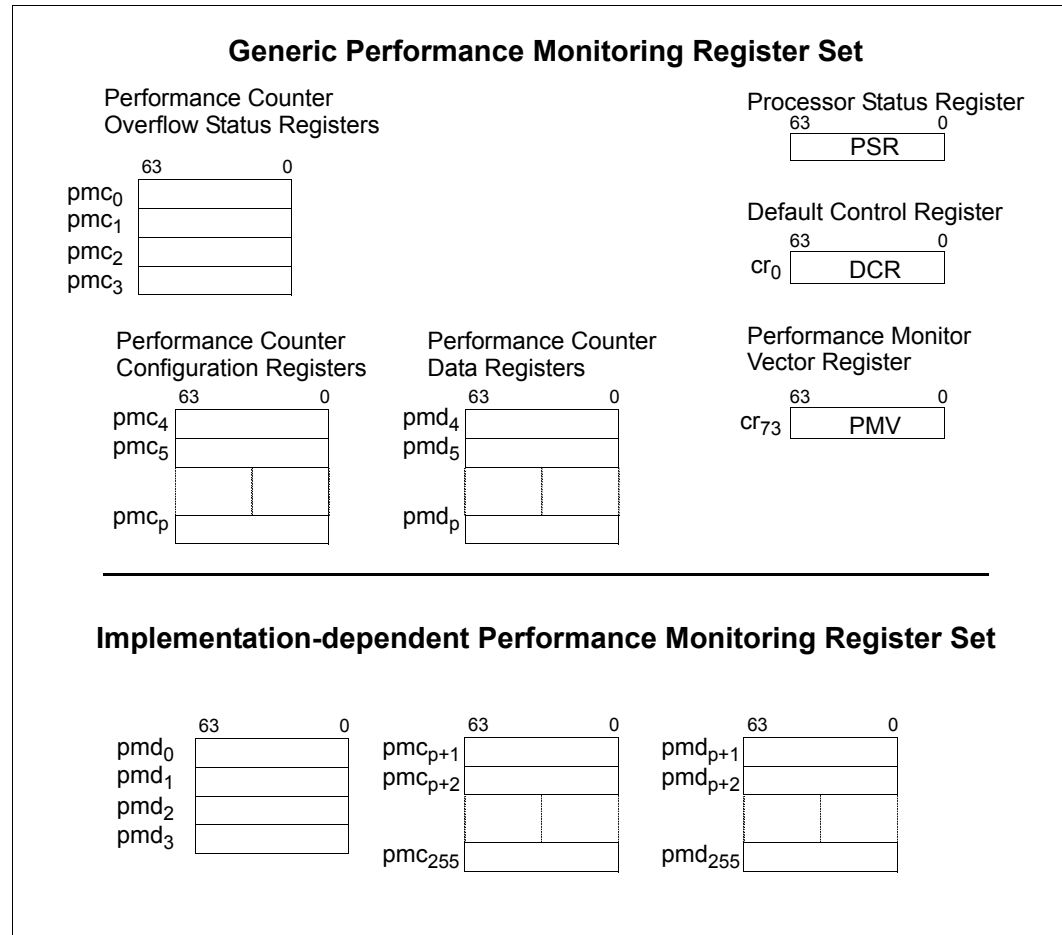 Generic Performance Monitoring Register Set
Performance Counter
Overflow Status Registers
63 0
pmc0
pmc1
pmc2
pmc3
Processor Status Register
63 0
PSR
Default Control Register
63 0
cr0 DCR
Performance Counter
Configuration Registers
63 0
pmc4
pmc5
pmcp
Performance Counter
Data Registers
63 0
pmd4
pmd5
pmdp
Performance Monitor
Vector Register
63 0
cr73 PMV
Implementation-dependent Performance Monitoring Register Set
63 0
pmd0
pmd1
pmd2
pmd3
63 0
pmcp+1
pmcp+2
pmc255
63 0
pmdp+1
pmdp+2
pmd255